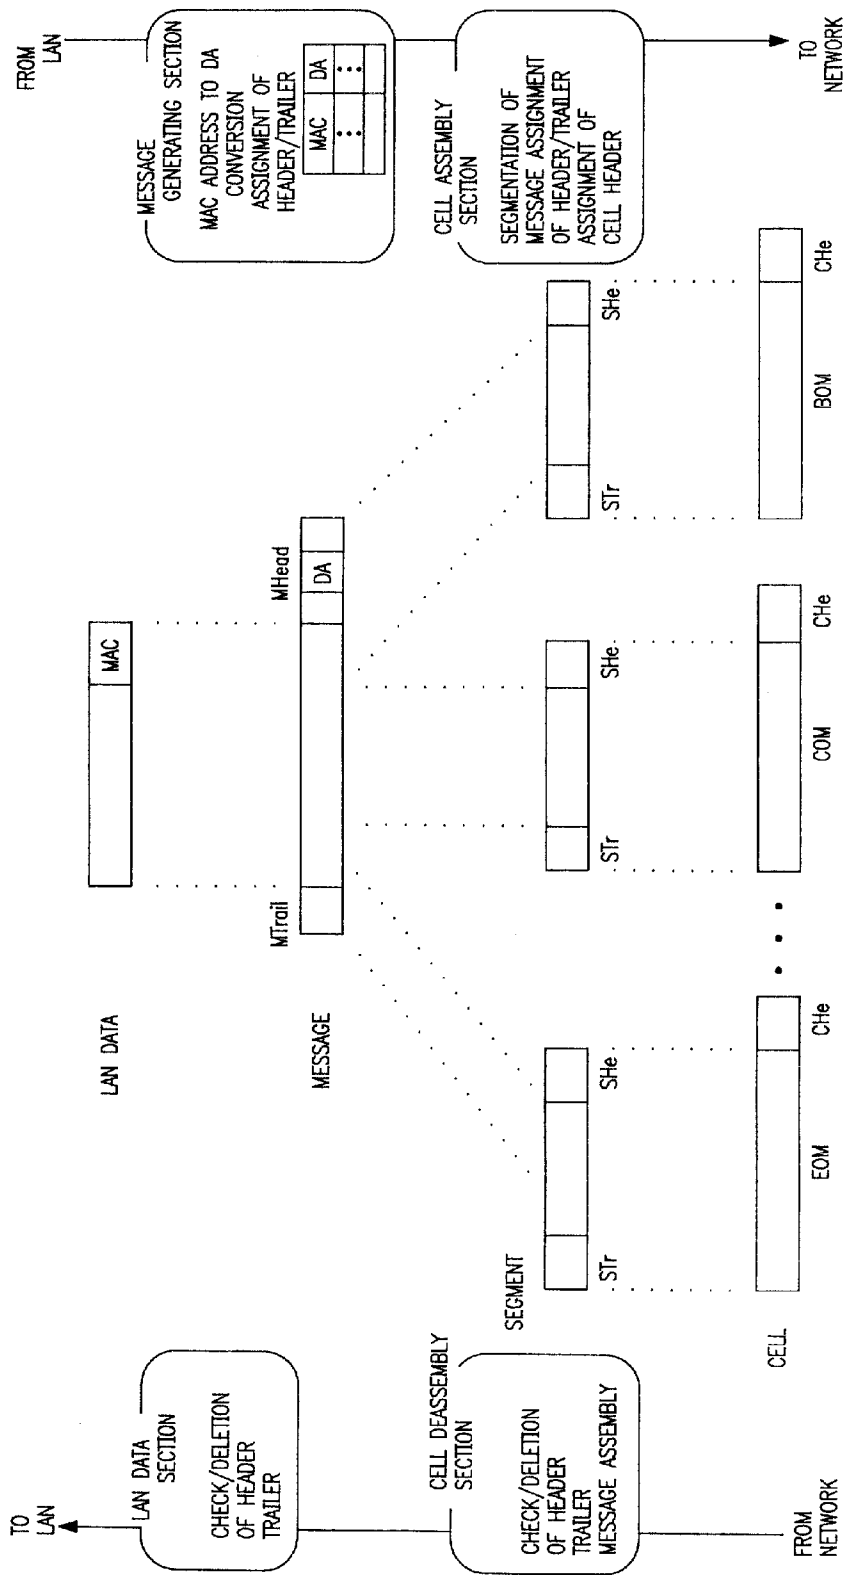 TO
LAN
LAN DATA
SECTION
CHECK/DELETION
OF HEADER
TRAILER
CELL DEASSEMBLY
SECTION
CHECK/DELETION
OF HEADER
TRAILER
MESSAGE ASSEMBLY
FROM
NETWORK
LAN DATA
MAC
MESSAGE
MTrail
MHead
DA
SEGMENT
STr
SHe
STr
SHe
STr
SHe
CELL
EOM
CHe
COM
CHe
BOM
CHe
FROM
LAN
MESSAGE
GENERATING SECTION
MAC ADDRESS TO DA
CONVERSION
ASSIGNMENT OF
HEADER/TRAILER
MAC
DA
CELL ASSEMBLY
SECTION
SEGMENTATION OF
MESSAGE ASSIGNMENT
OF HEADER/TRAILER
ASSIGNMENT OF
CELL HEADER
TO
NETWORK